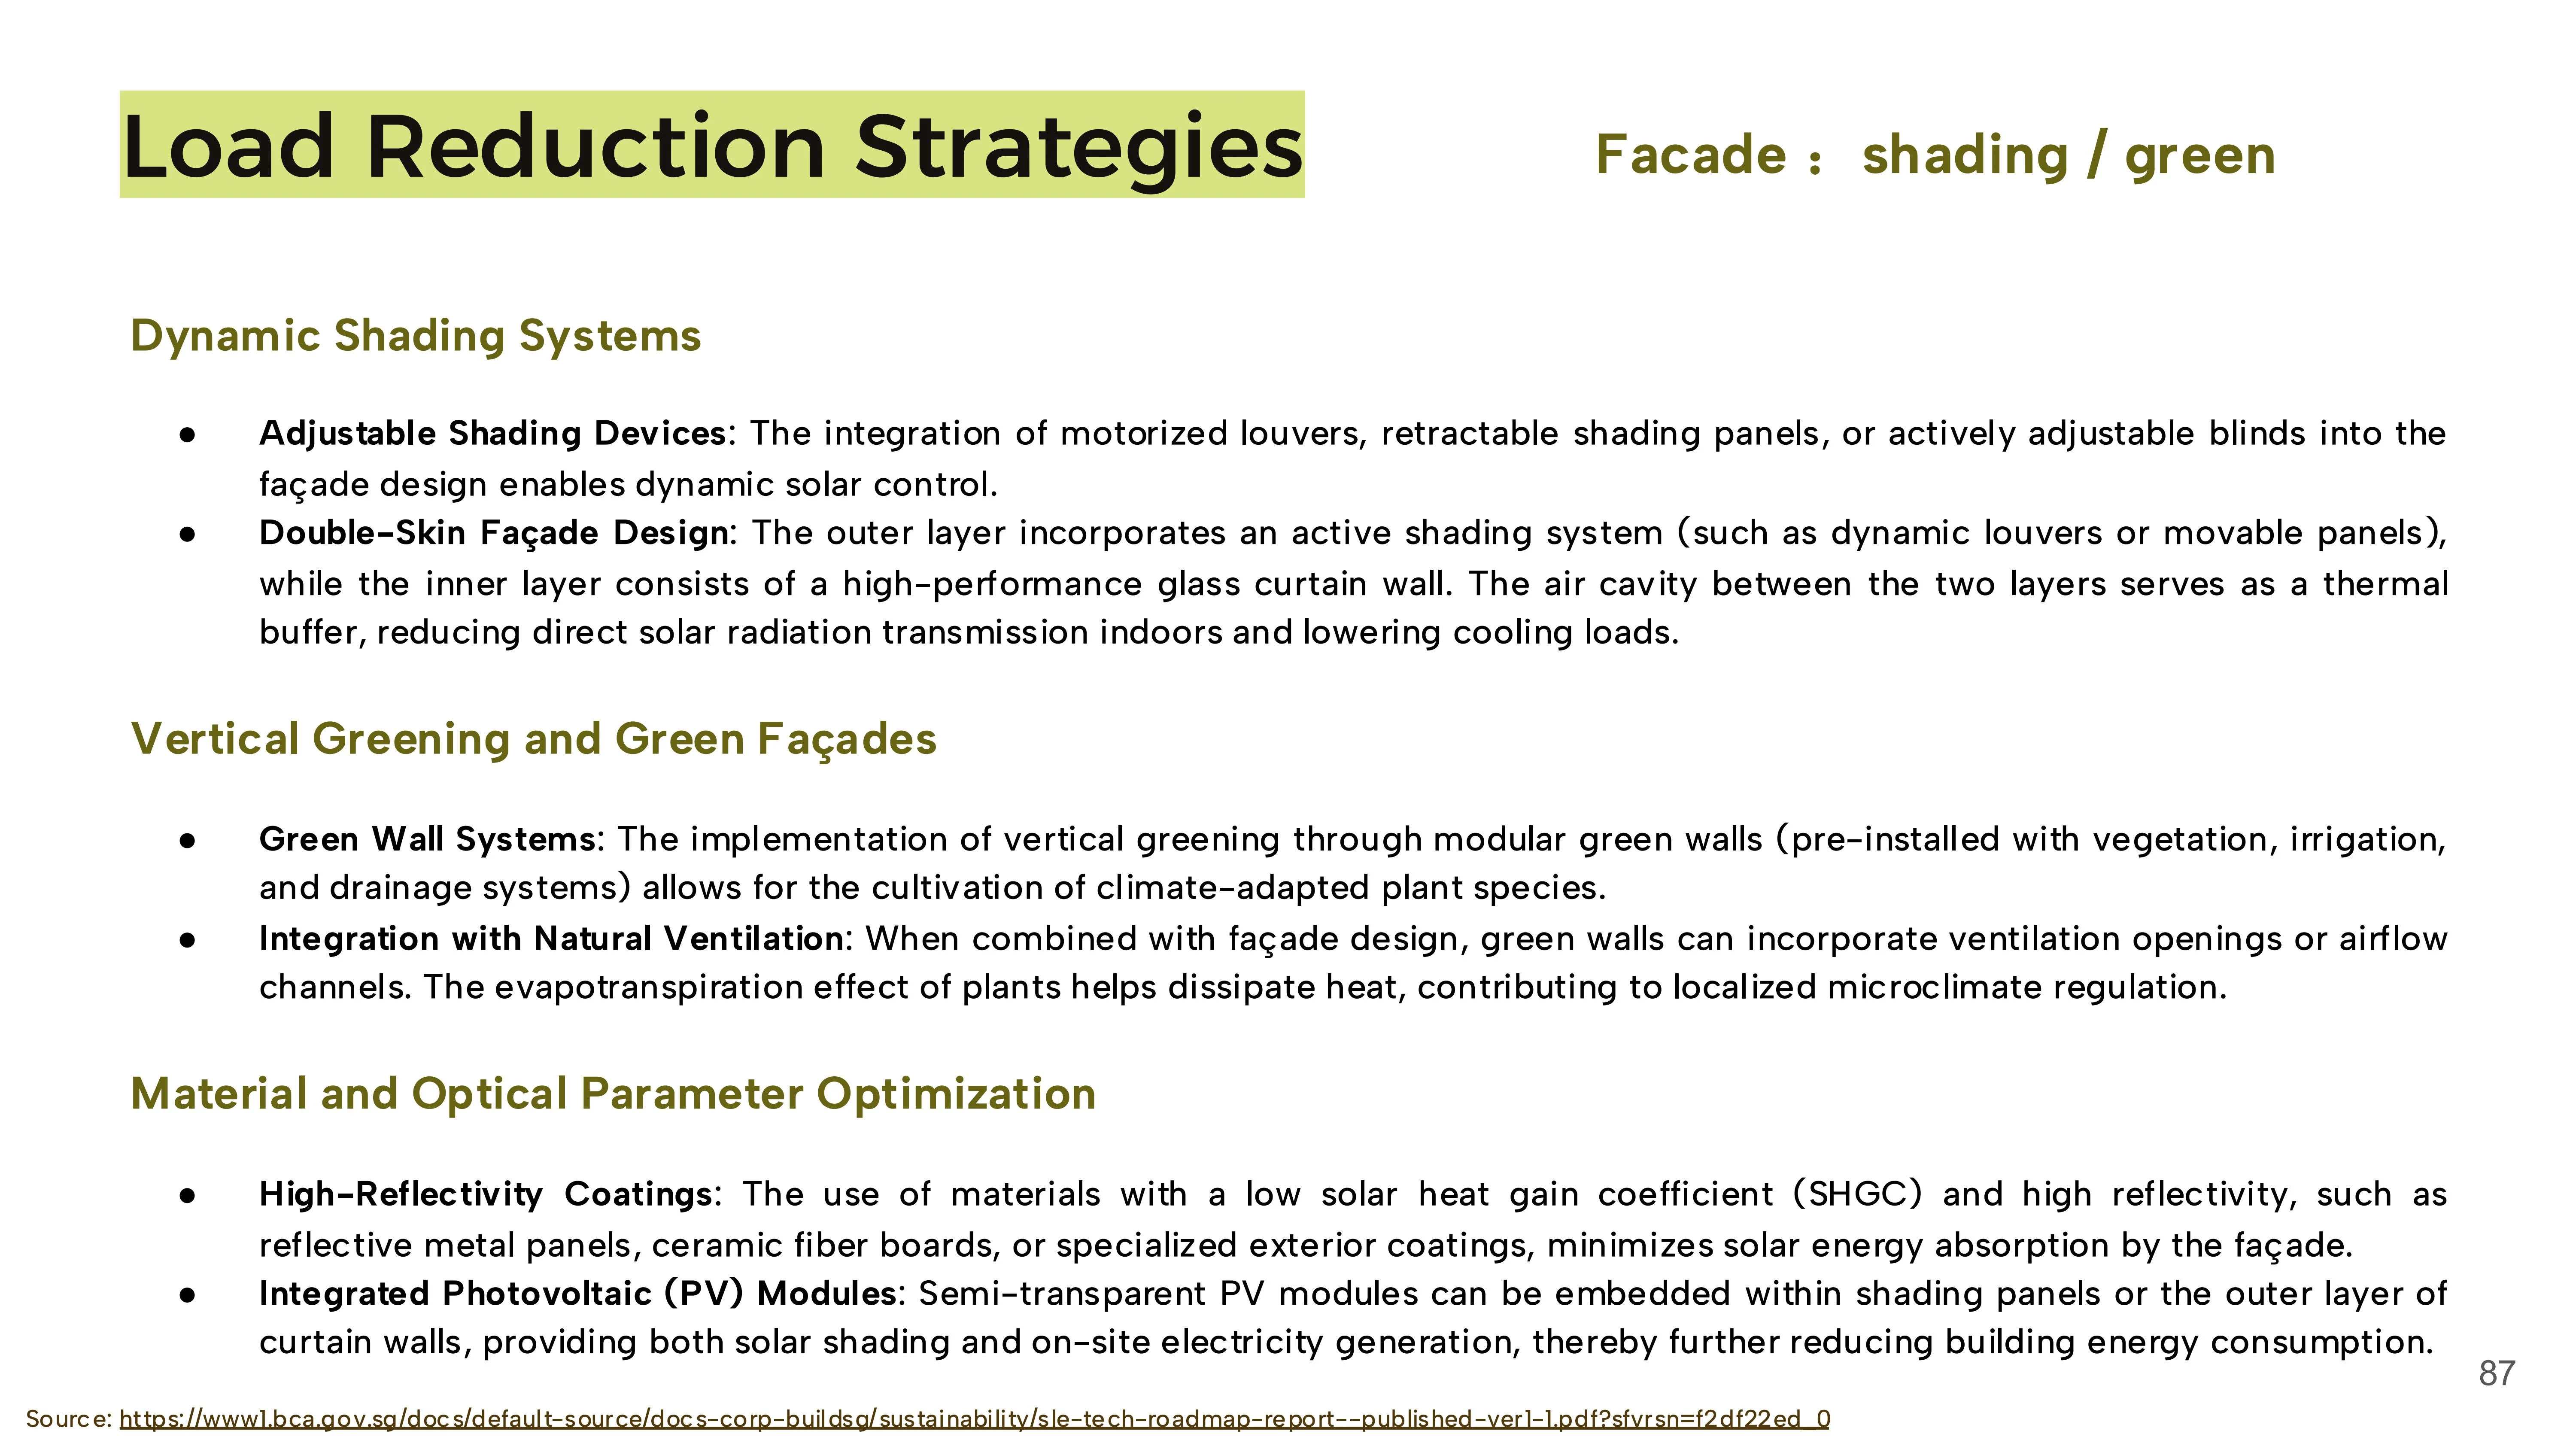 Load Reduction Strategies
Facade： shading / green
Dynamic Shading Systems
● Adjustable Shading Devices: The integration of motorized louvers, retractable shading panels, or actively adjustable blinds into the
façade design enables dynamic solar control.
● Double-Skin Façade Design: The outer layer incorporates an active shading system (such as dynamic louvers or movable panels),
while the inner layer consists of a high-performance glass curtain wall. The air cavity between the two layers serves as a thermal
buffer, reducing direct solar radiation transmission indoors and lowering cooling loads.
Vertical Greening and Green Façades
● Green Wall Systems: The implementation of vertical greening through modular green walls (pre-installed with vegetation, irrigation,
and drainage systems) allows for the cultivation of climate-adapted plant species.
● Integration with Natural Ventilation: When combined with façade design, green walls can incorporate ventilation openings or airflow
channels. The evapotranspiration effect of plants helps dissipate heat, contributing to localized microclimate regulation.
Material and Optical Parameter Optimization
● High-Reflectivity Coatings: The use of materials with a low solar heat gain coefficient (SHGC) and high reflectivity, such as
reflective metal panels, ceramic fiber boards, or specialized exterior coatings, minimizes solar energy absorption by the façade.
● Integrated Photovoltaic (PV) Modules: Semi-transparent PV modules can be embedded within shading panels or the outer layer of
curtain walls, providing both solar shading and on-site electricity generation, thereby further reducing building energy consumption.
87
Source: https://www1.bca.gov.sg/docs/default-source/docs-corp-buildsg/sustainability/sle-tech-roadmap-report--published-ver1-1.pdf?sfvrsn=f2df22ed_0